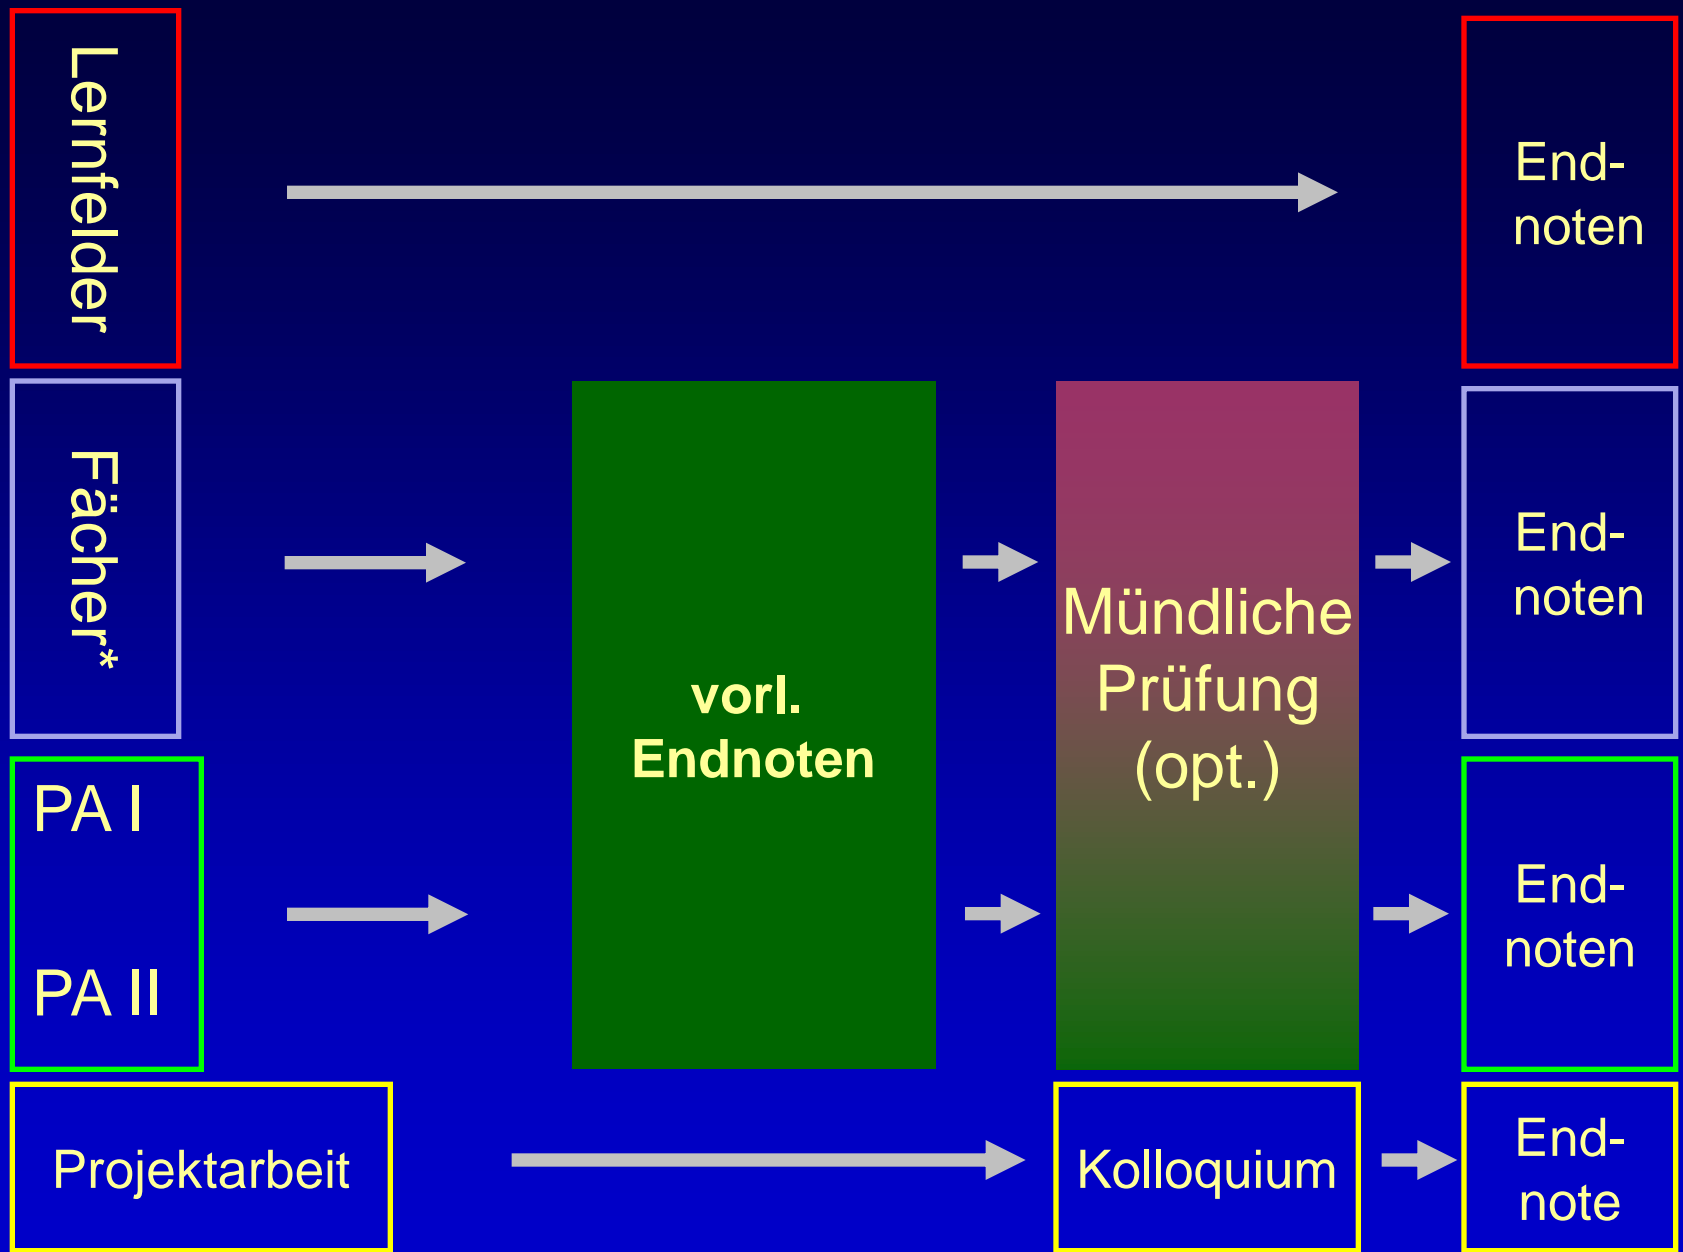 Lernfelder
End-
noten
Fächer*
vorl.
Endnoten
Mündliche
Prüfung
(opt.)
End-
noten
PA I
PA II
End-
noten
Projektarbeit
Kolloquium
End-
note